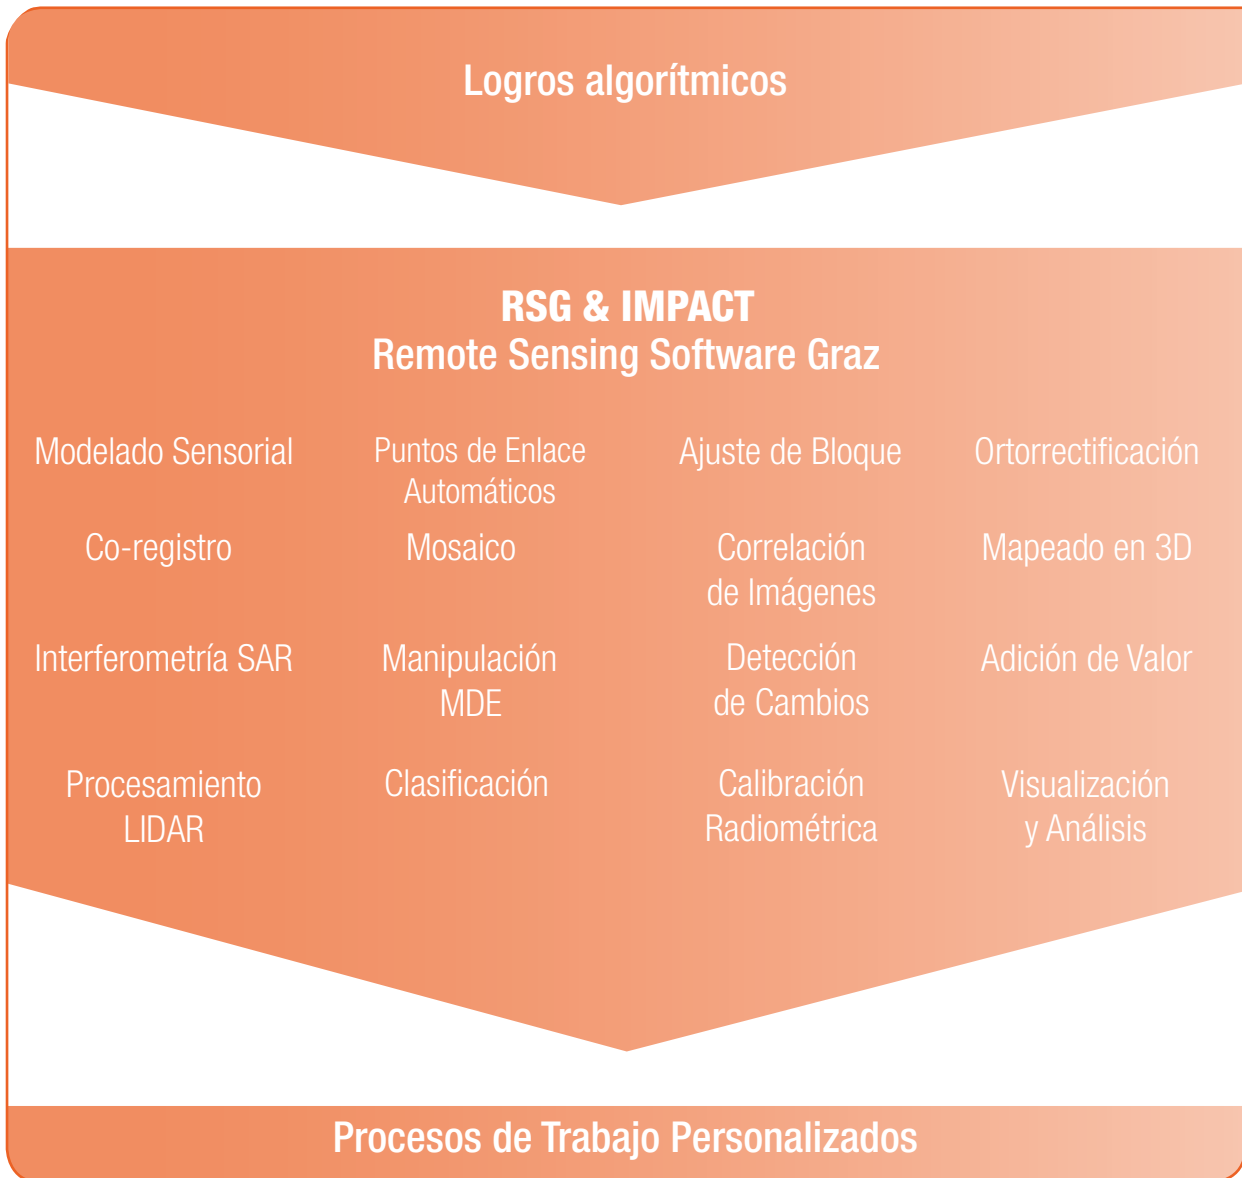 Logros algorítmicos
RSG & IMPACT
Remote Sensing Software Graz
Modelado Sensorial
Puntos de Enlace
Automáticos
Ajuste de Bloque
Ortorrectificación
Co-registro
Mosaico
Correlación
de Imágenes
Mapeado en 3D
Interferometría SAR
Manipulación
MDE
Detección
de Cambios
Adición de Valor
Procesamiento
LIDAR
Clasificación
Calibración
Radiométrica
Visualización
y Análisis
Procesos de Trabajo Personalizados